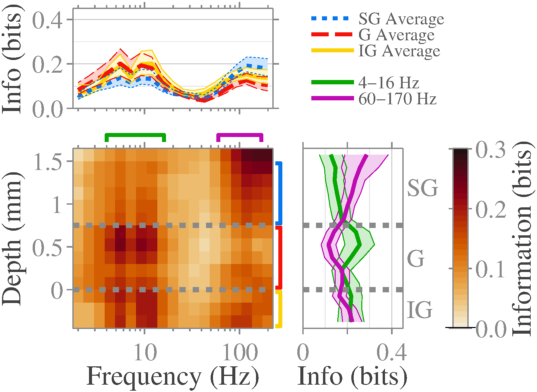 Info (bits)
0.4
0.2
0.0
SG Average
G Average
IG Average
4–16 Hz
60–170 Hz
Depth (mm)
1.5
1.0
0.5
0
10
100
Frequency (Hz)
SG
G
IG
0
0.4
Info (bits)
0.3
0.2
0.1
0.0
Information (bits)